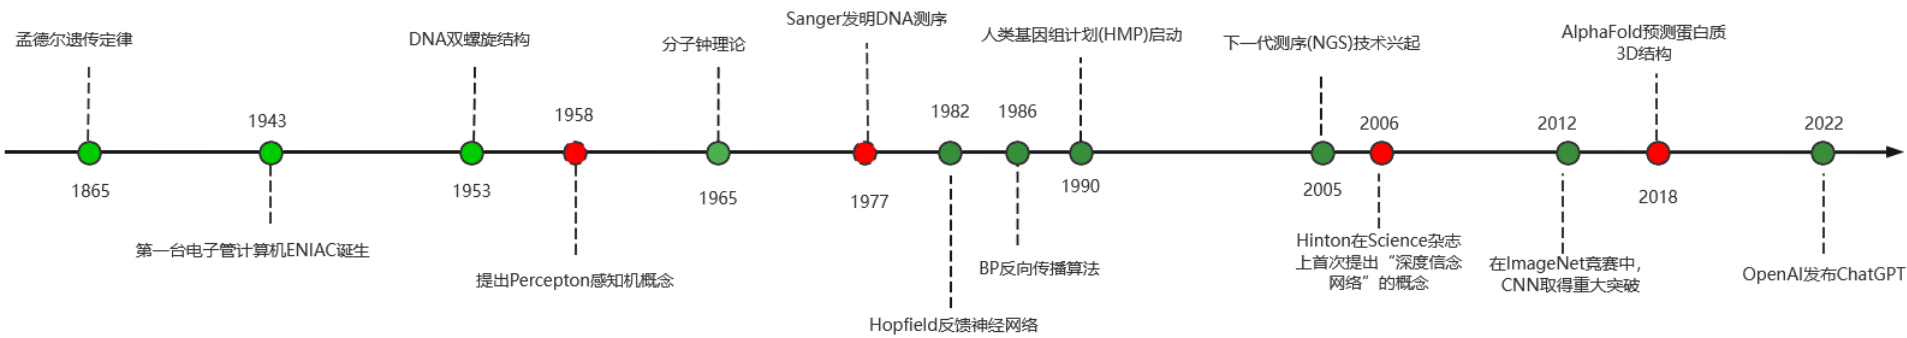 孟德尔遗传定律
1865
1943
第一台电子管计算机ENIAC诞生
DNA双螺旋结构
1953
1958
提出Percepton感知机概念
分子钟理论
1965
Sanger发明DNA测序
1977
1982
Hopfield反馈神经网络
1986
BP反向传播算法
人类基因组计划(HMP)启动
1990
下一代测序(NGS)技术兴起
2005
2006
Hinton在Science杂志
上首次提出“深度信念
网络”的概念
2012
在ImageNet竞赛中，
CNN取得重大突破
AlphaFold预测蛋白质
3D结构
2018
2022
OpenAI发布ChatGPT